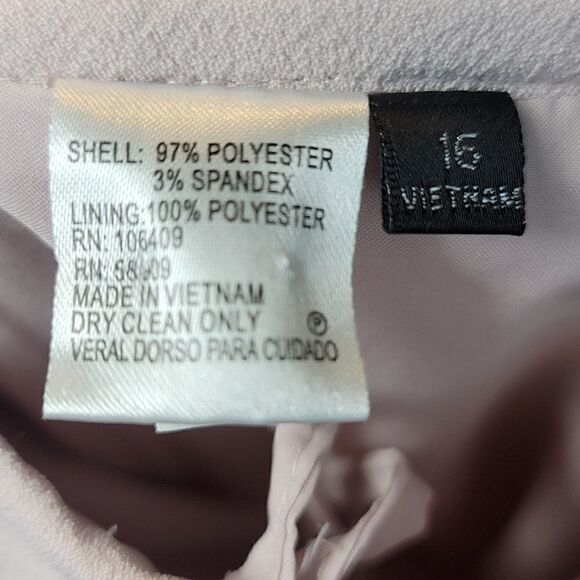 SHELL: 97% POLYESTER
3% SPANDEX
LINING:100% POLYESTER
RN: 106409
RN:
MADE IN VIETNAM
DRY CLEAN ONLY Ⓟ
VERAL DORSO PARA CUIDADO
16
VIETNAM